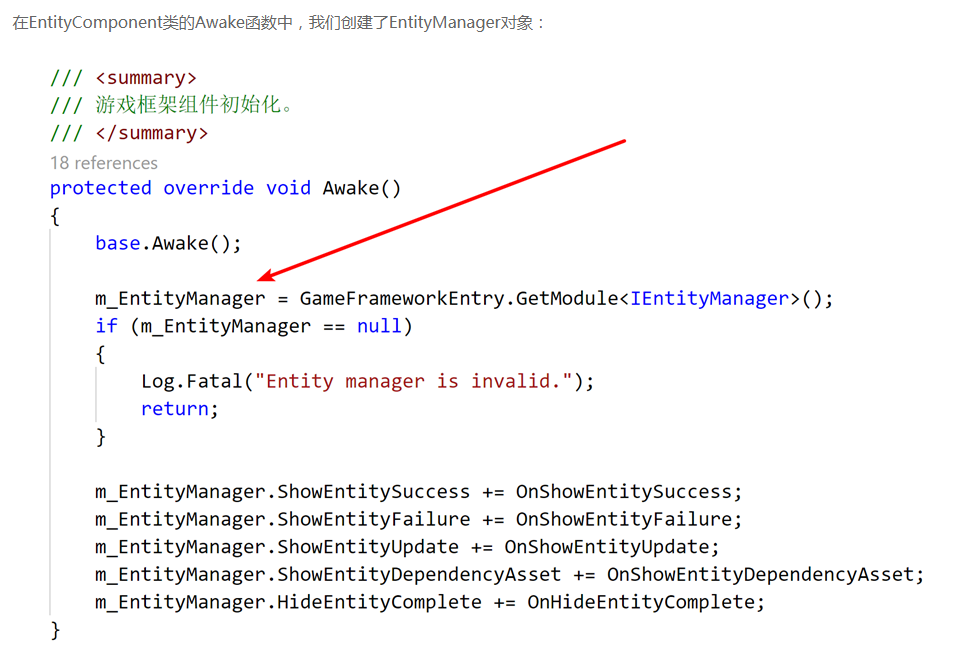 在EntityComponent类的Awake函数中，我们创建了EntityManager对象：
/// <summary>
/// 游戏框架组件初始化。
/// </summary>
18 references
protected override void Awake()
{
base.Awake();
m_EntityManager = GameFrameworkEntry.GetModule<IEntityManager>();
if (m_EntityManager == null)
{
Log.Fatal("Entity manager is invalid.");
return;
}
m_EntityManager.ShowEntitySuccess += OnShowEntitySuccess;
m_EntityManager.ShowEntityFailure += OnShowEntityFailure;
m_EntityManager.ShowEntityUpdate += OnShowEntityUpdate;
m_EntityManager.ShowEntityDependencyAsset += OnShowEntityDependencyAsset;
m_EntityManager.HideEntityComplete += OnHideEntityComplete;
}